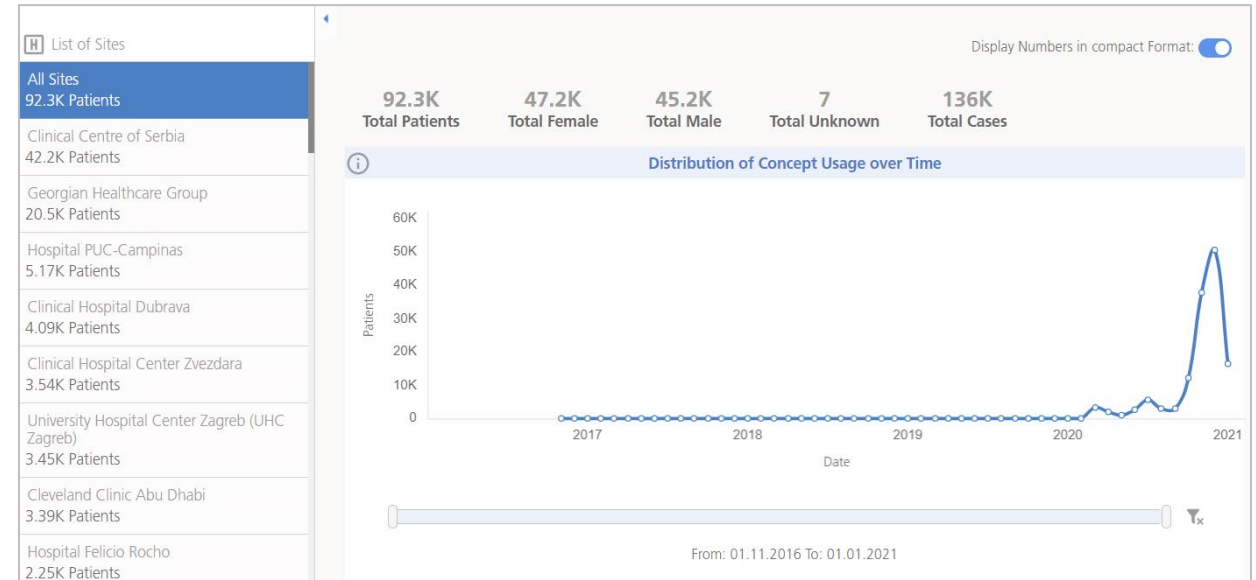 H List of Sites
All Sites
92.3K Patients
Clinical Centre of Serbia
42.2K Patients
Georgian Healthcare Group
20.5K Patients
Hospital PUC-Campinas
5.17K Patients
Clinical Hospital Dubrava
4.09K Patients
Clinical Hospital Center Zvezdara
3.54K Patients
University Hospital Center Zagreb (UHC
Zagreb)
3.45K Patients
Cleveland Clinic Abu Dhabi
3.39K Patients
Hospital Felicio Rocho
2.25K Patients
Display Numbers in compact Format:
92.3K 47.2K 45.2K 7 136K
Total Patients Total Female Total Male Total Unknown Total Cases
i Distribution of Concept Usage over Time
60K
50K
40K
30K
20K
10K
0
Patients
2017 2018 2019 2020 2021
Date
From: 01.11.2016 To: 01.01.2021